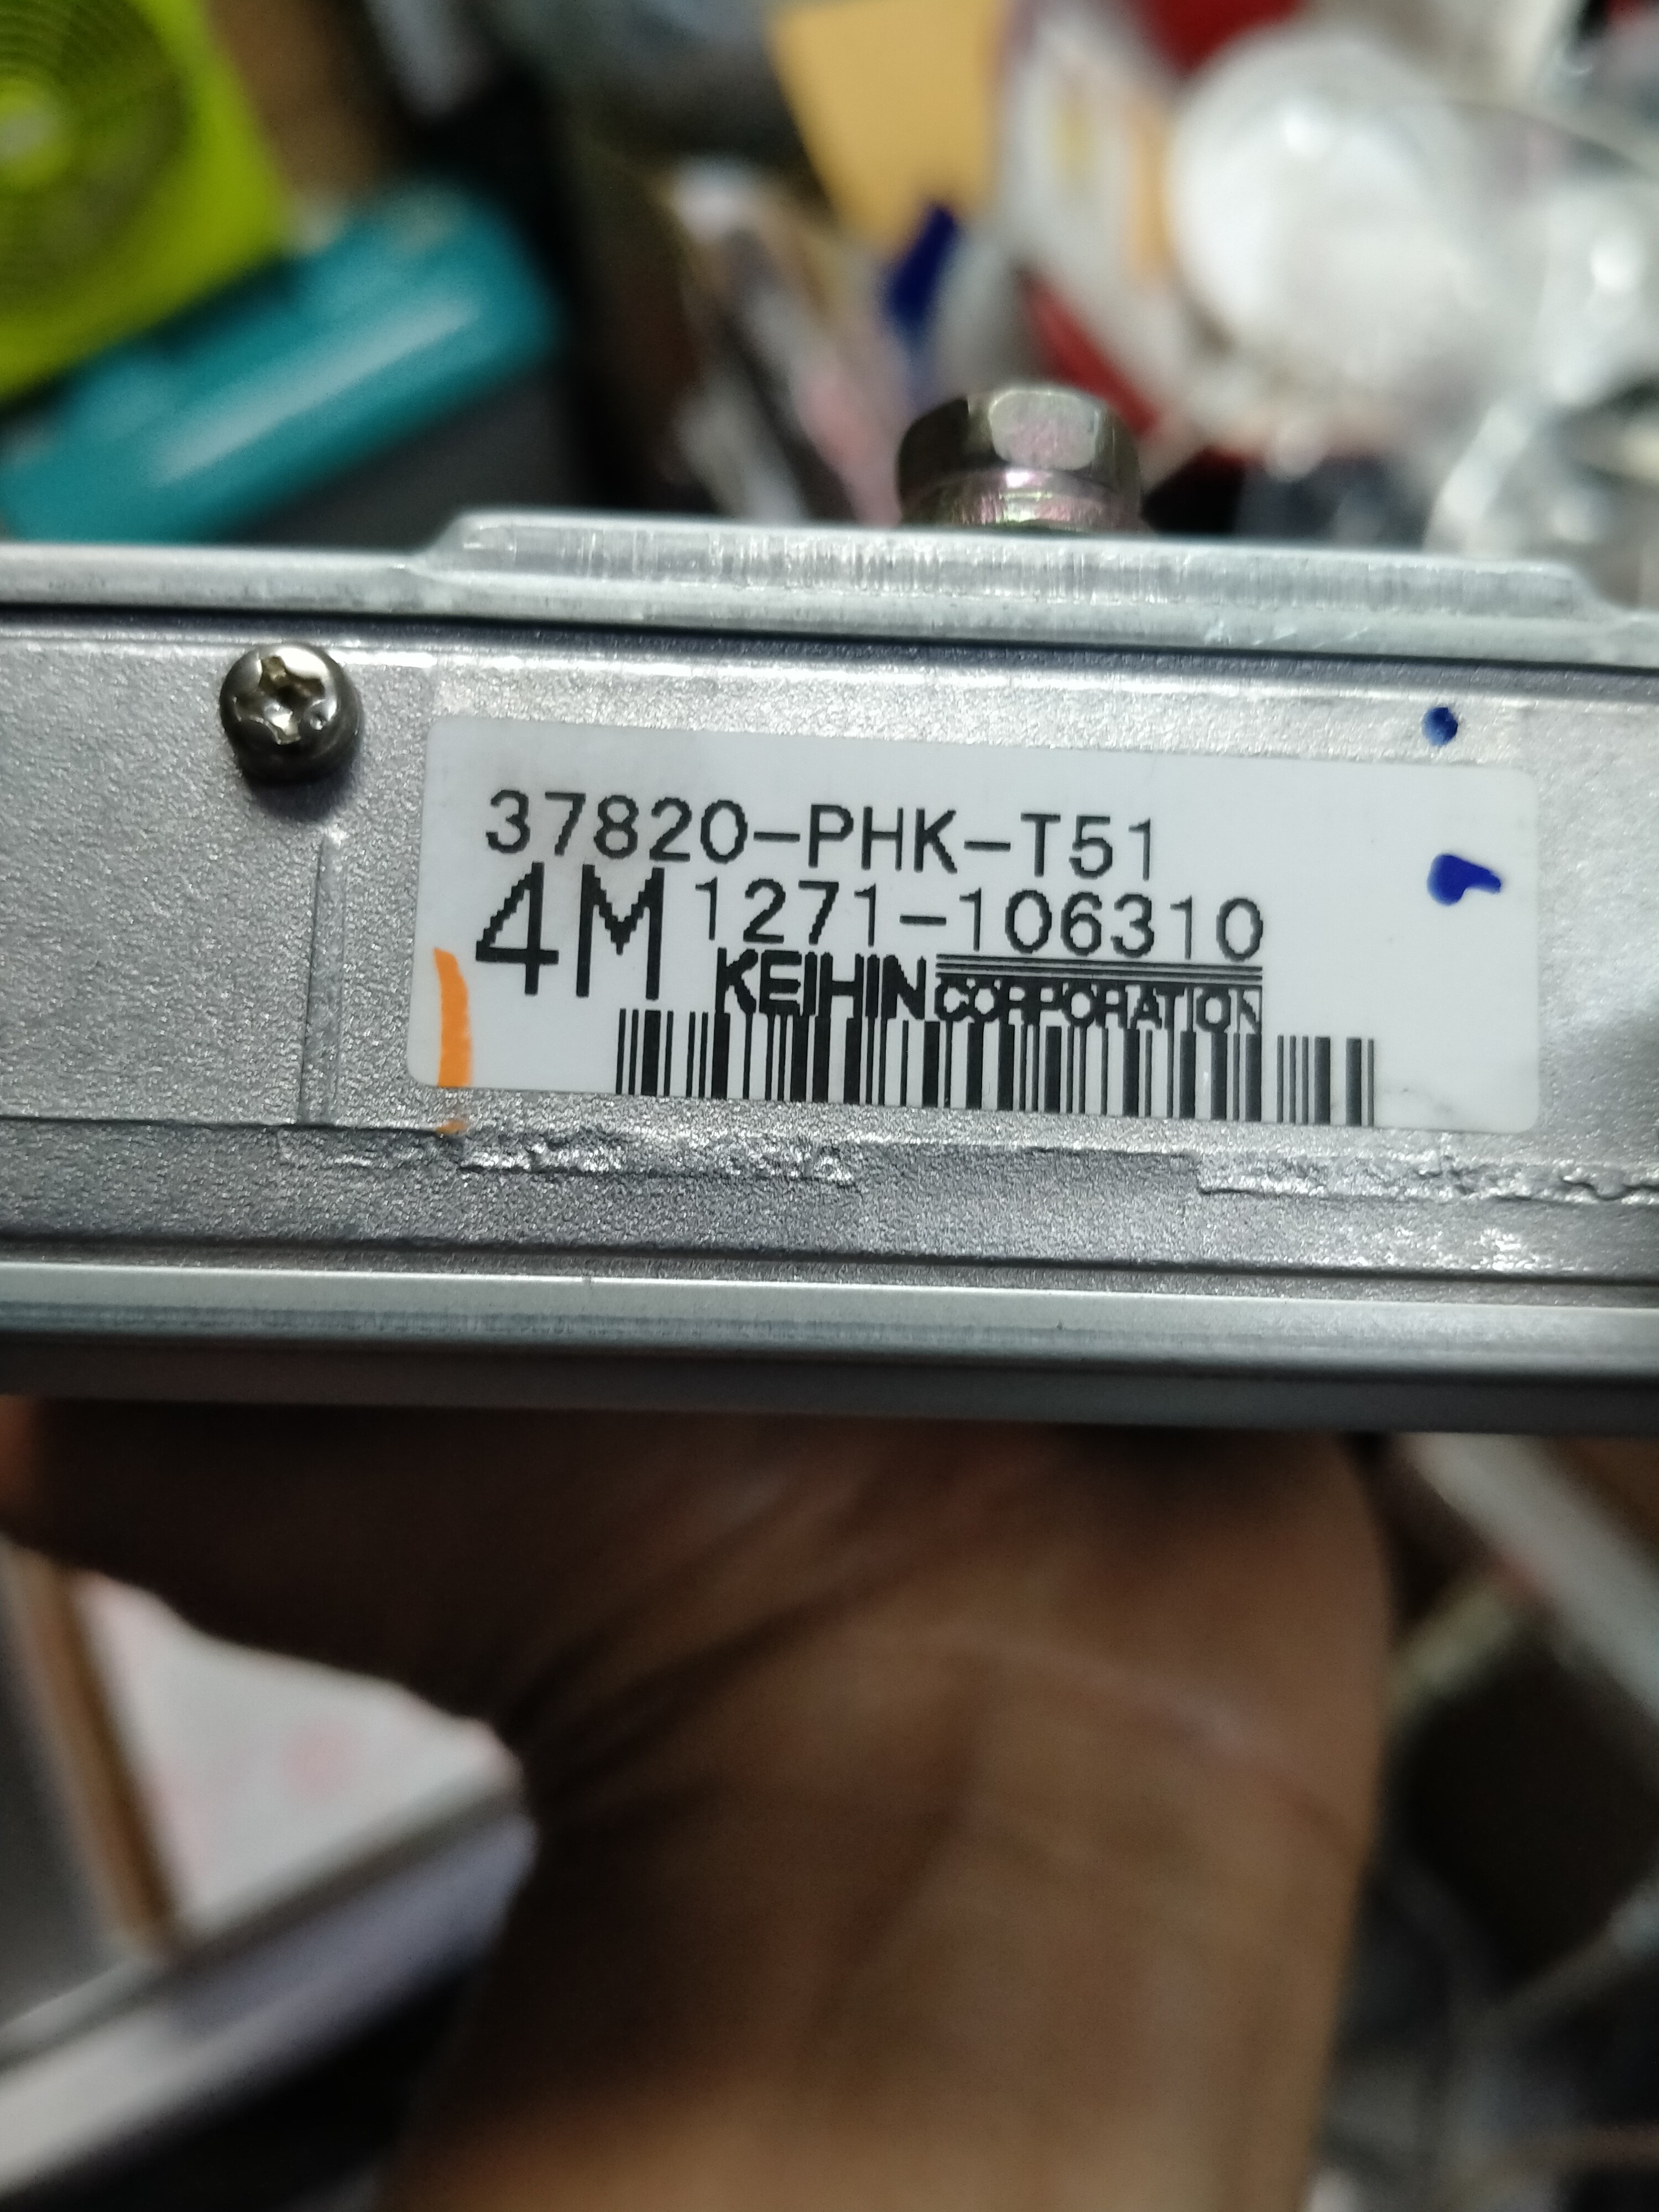 37820-PHK-T51
4M 1271-106310
KEIHIN CORPORATION